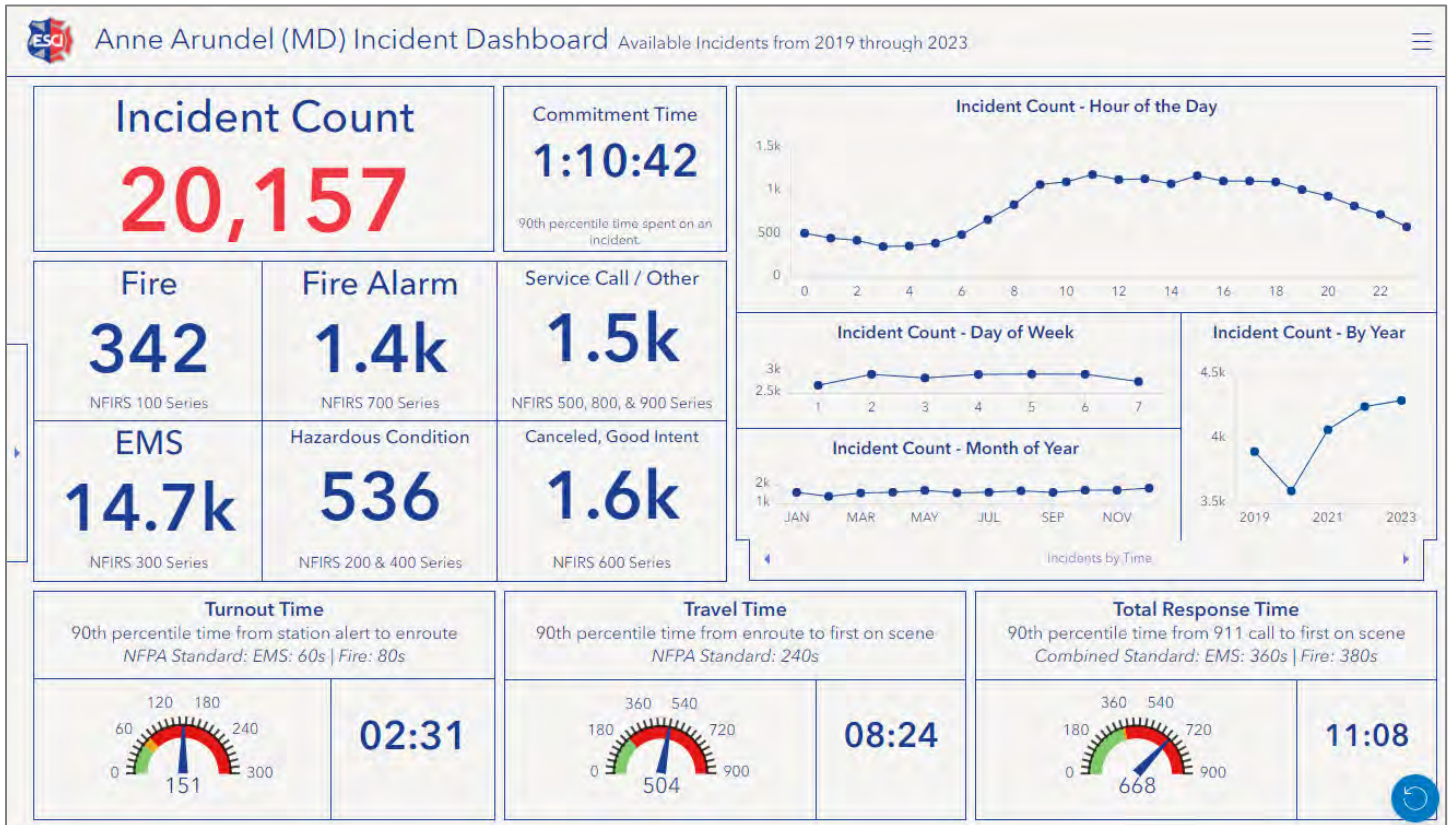 ESCI
Anne Arundel (MD) Incident Dashboard Available Incidents from 2019 through 2023
Incident Count
20,157
Commitment Time
1:10:42
90th percentile time spent on an
incident.
Fire
342
NFIRS 100 Series
Fire Alarm
1.4k
NFIRS 700 Series
Service Call / Other
1.5k
NFIRS 500, 800, & 900 Series
EMS
14.7k
NFIRS 300 Series
Hazardous Condition
536
NFIRS 200 & 400 Series
Canceled, Good Intent
1.6k
NFIRS 600 Series
Incident Count - Hour of the Day
1.5k
1k
500
0
0 2 4 6 8 10 12 14 16 18 20 22
Incident Count - Day of Week
3k
2.5k
1 2 3 4 5 6 7
Incident Count - Month of Year
2k
1k
JAN MAR MAY JUL SEP NOV
Incident Count - By Year
4.5k
4k
3.5k
2019 2021 2023
Incidents by Time
Turnout Time
90th percentile time from station alert to enroute
NFPA Standard: EMS: 60s | Fire: 80s
120 180
60 240
0 300
151
02:31
Travel Time
90th percentile time from enroute to first on scene
NFPA Standard: 240s
360 540
180 720
0 900
504
08:24
Total Response Time
90th percentile time from 911 call to first on scene
Combined Standard: EMS: 360s | Fire: 380s
360 540
180 720
0 900
668
11:08